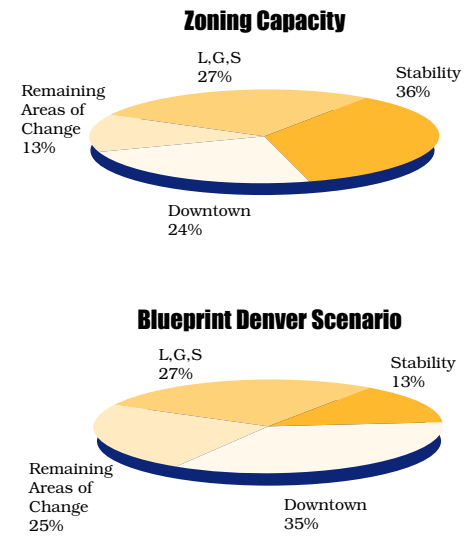 Zoning Capacity
L,G,S
27%
Stability
36%
Remaining
Areas of
Change
13%
Downtown
24%
Blueprint Denver Scenario
L,G,S
27%
Stability
13%
Remaining
Areas of
Change
25%
Downtown
35%